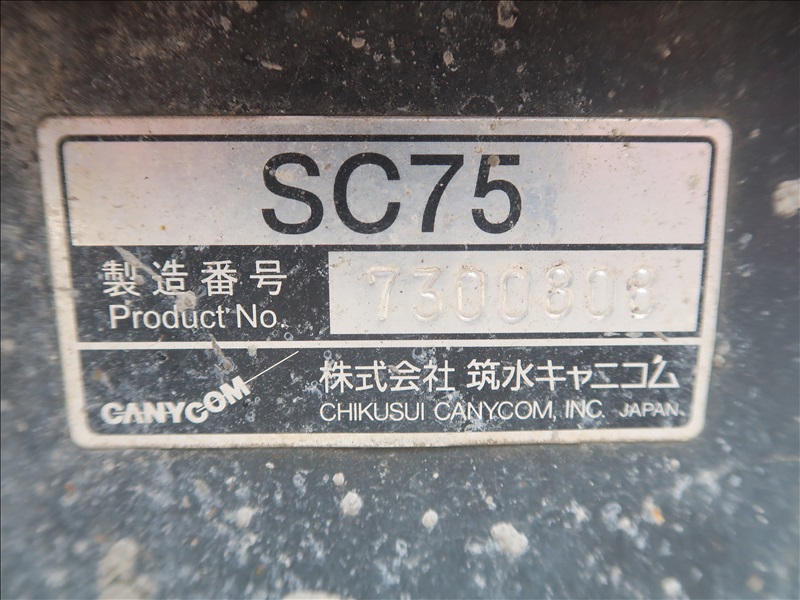 SC75
製造番号 7300808
Product No.
CANYCOM 株式会社 筑水キャニコム
CHIKUSUI CANYCOM, INC. JAPAN